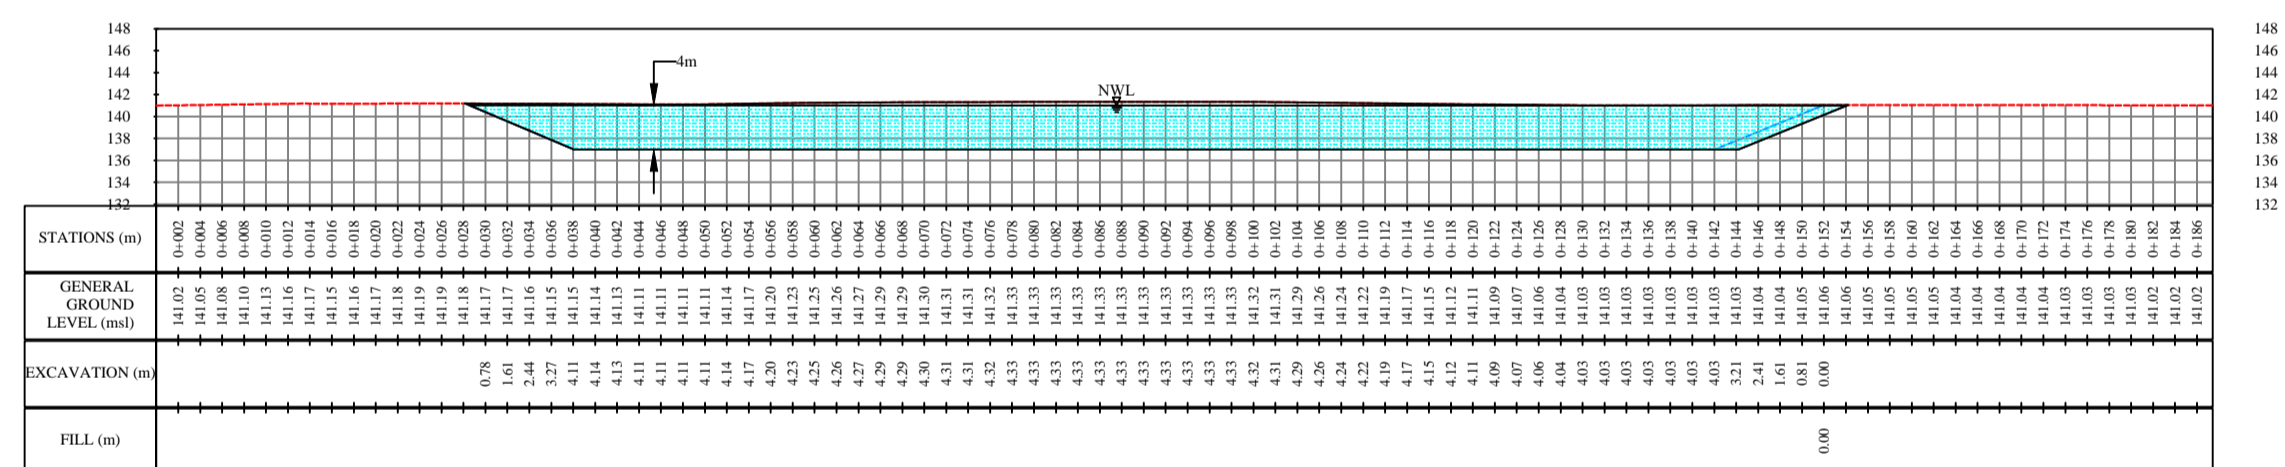 148
146
144
142
140
138
136
134
132
4m
NWL
148
146
144
142
140
138
136
134
132
STATIONS (m) 0+002 0+004 0+006 0+008 0+010 0+012 0+014 0+016 0+018 0+020 0+022 0+024 0+026 0+028 0+030 0+032 0+034 0+036 0+038 0+040 0+042 0+044 0+046 0+048 0+050 0+052 0+054 0+056 0+058 0+060 0+062 0+064 0+066 0+068 0+070 0+072 0+074 0+076 0+078 0+080 0+082 0+084 0+086 0+088 0+090 0+092 0+094 0+096 0+098 0+100 0+102 0+104 0+106 0+108 0+110 0+112 0+114 0+116 0+118 0+120 0+122 0+124 0+126 0+128 0+130 0+132 0+134 0+136 0+138 0+140 0+142 0+144 0+146 0+148 0+150 0+152 0+154 0+156 0+158 0+160 0+162 0+164 0+166 0+168 0+170 0+172 0+174 0+176 0+178 0+180 0+182 0+184 0+186
GENERAL
GROUND
LEVEL (msl) 141.02 141.05 141.08 141.10 141.13 141.16 141.17 141.15 141.16 141.17 141.18 141.19 141.19 141.18 141.17 141.17 141.16 141.15 141.15 141.14 141.13 141.11 141.11 141.11 141.11 141.14 141.17 141.20 141.23 141.25 141.26 141.27 141.29 141.29 141.30 141.31 141.31 141.32 141.33 141.33 141.33 141.33 141.33 141.33 141.33 141.33 141.33 141.33 141.33 141.32 141.31 141.29 141.26 141.24 141.22 141.19 141.17 141.15 141.12 141.11 141.09 141.07 141.06 141.04 141.03 141.03 141.03 141.03 141.03 141.03 141.03 141.03 141.04 141.04 141.05 141.06 141.06 141.05 141.05 141.05 141.05 141.04 141.04 141.04 141.04 141.04 141.03 141.03 141.03 141.03 141.02 141.02 141.02
EXCAVATION (m) 0.78 1.61 2.44 3.27 4.11 4.14 4.13 4.11 4.11 4.11 4.11 4.14 4.17 4.20 4.23 4.25 4.26 4.27 4.29 4.29 4.30 4.31 4.31 4.32 4.33 4.33 4.33 4.33 4.33 4.33 4.33 4.33 4.33 4.33 4.33 4.32 4.31 4.29 4.26 4.24 4.22 4.19 4.17 4.15 4.12 4.11 4.09 4.07 4.06 4.04 4.03 4.03 4.03 4.03 4.03 4.03 4.03 3.21 2.41 1.61 0.81 0.00
FILL (m) 0.00